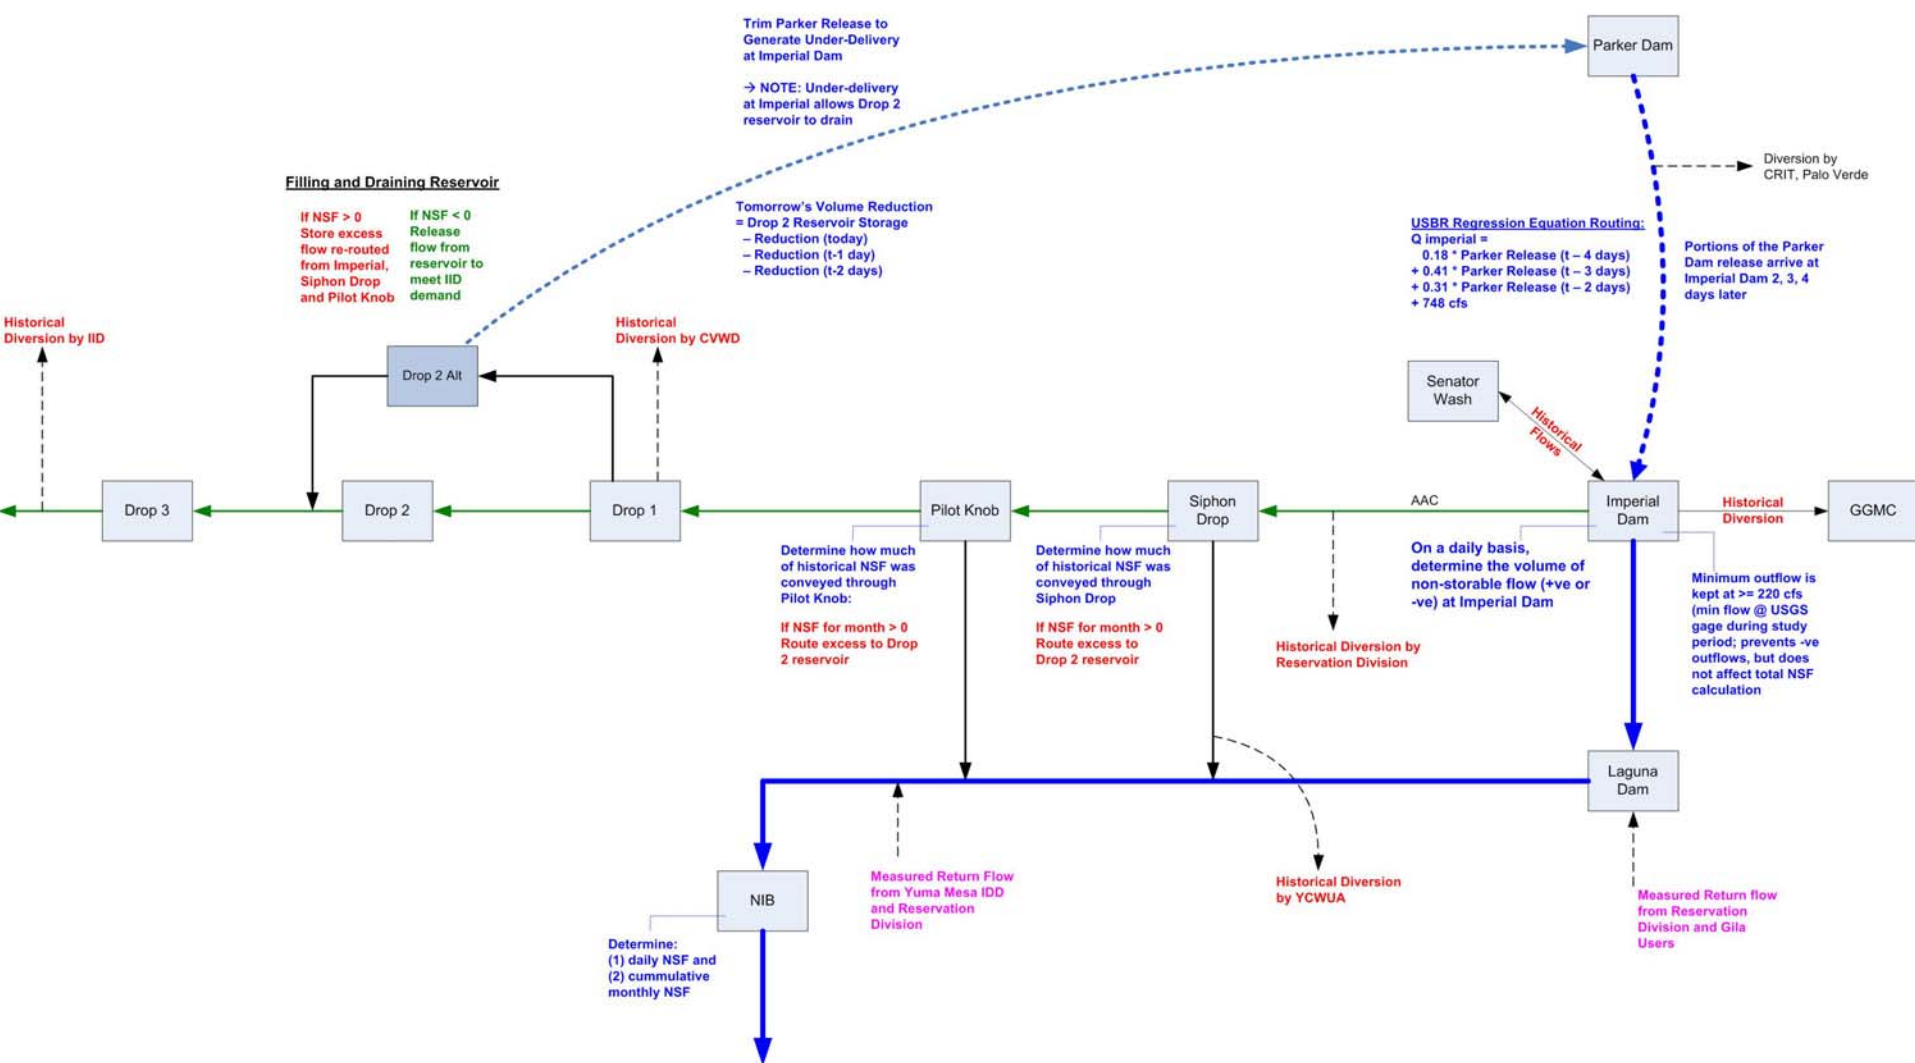 Trim Parker Release to
Generate Under-Delivery
at Imperial Dam
→ NOTE: Under-delivery
at Imperial allows Drop 2
reservoir to drain
Parker Dam
Diversion by
CRIT, Palo Verde
Filling and Draining Reservoir
If NSF > 0
Store excess
flow re-routed
from Imperial,
Siphon Drop
and Pilot Knob
If NSF < 0
Release
flow from
reservoir to
meet IID
demand
Tomorrow's Volume Reduction
= Drop 2 Reservoir Storage
– Reduction (today)
– Reduction (t-1 day)
– Reduction (t-2 days)
USBR Regression Equation Routing:
Q imperial =
0.18 * Parker Release (t – 4 days)
+ 0.41 * Parker Release (t – 3 days)
+ 0.31 * Parker Release (t – 2 days)
+ 748 cfs
Portions of the Parker
Dam release arrive at
Imperial Dam 2, 3, 4
days later
Historical
Diversion by IID
Historical
Diversion by CVWD
Drop 2 Alt
Senator
Wash
Historical
Flows
Drop 3
Drop 2
Drop 1
Pilot Knob
Siphon
Drop
AAC
Imperial
Dam
Historical
Diversion
GGMC
Determine how much
of historical NSF was
conveyed through
Pilot Knob:
If NSF for month > 0
Route excess to Drop
2 reservoir
Determine how much
of historical NSF was
conveyed through
Siphon Drop
If NSF for month > 0
Route excess to
Drop 2 reservoir
Historical Diversion by
Reservation Division
On a daily basis,
determine the volume of
non-storable flow (+ve or
-ve) at Imperial Dam
Minimum outflow is
kept at >= 220 cfs
(min flow @ USGS
gage during study
period; prevents -ve
outflows, but does
not affect total NSF
calculation
Laguna
Dam
NIB
Measured Return Flow
from Yuma Mesa IDD
and Reservation
Division
Historical Diversion
by YCWUA
Measured Return flow
from Reservation
Division and Gila
Users
Determine:
(1) daily NSF and
(2) cummulative
monthly NSF